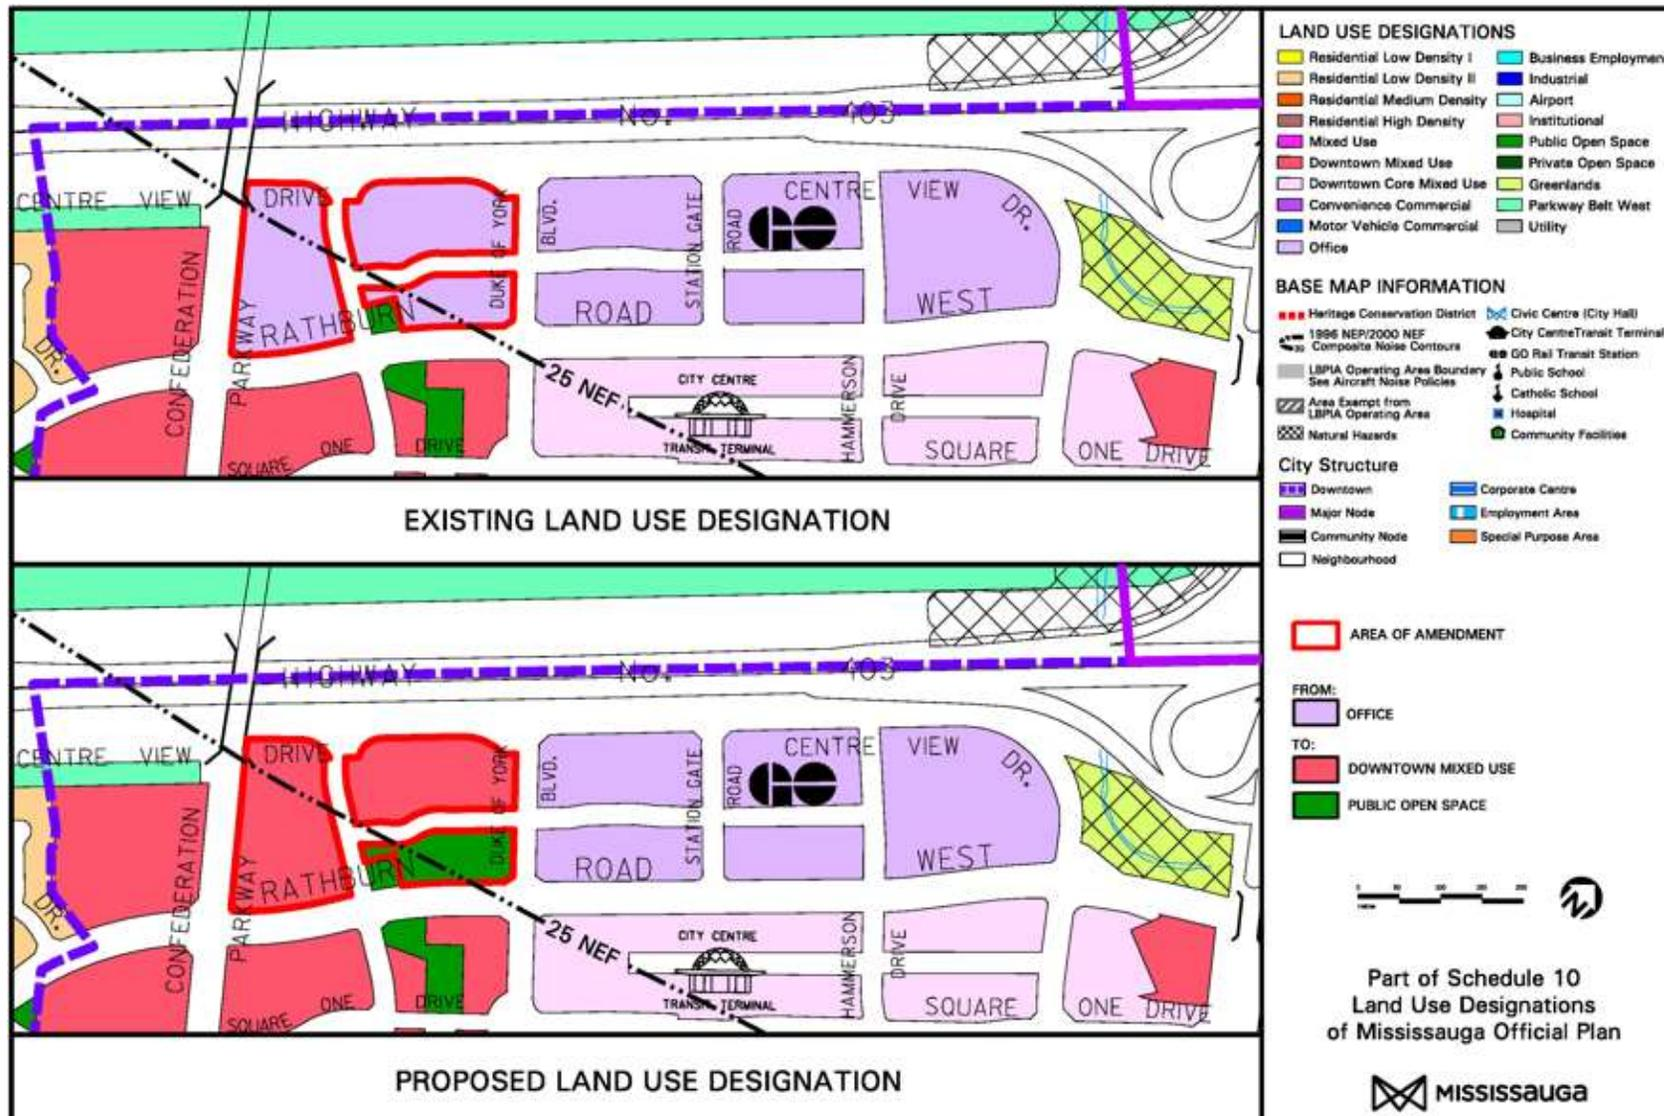 HIGHWAY No. 403
CENTRE VIEW DRIVE
CENTRE VIEW
DR.
CONFEDERATION
PARKWAY
RATHBURN
DUKE OF YORK
BLVD.
STATION GATE
ROAD
ROAD
WEST
DR.
25 NEF
CITY CENTRE
TRANSIT TERMINAL
HAMMERSON
DRIVE
SQUARE ONE DRIVE
SQUARE ONE DRIVE
EXISTING LAND USE DESIGNATION
HIGHWAY No. 403
CENTRE VIEW DRIVE
CENTRE VIEW
DR.
CONFEDERATION
PARKWAY
RATHBURN
DUKE OF YORK
BLVD.
STATION GATE
ROAD
ROAD
WEST
DR.
25 NEF
CITY CENTRE
TRANSIT TERMINAL
HAMMERSON
DRIVE
SQUARE ONE DRIVE
SQUARE ONE DRIVE
PROPOSED LAND USE DESIGNATION
LAND USE DESIGNATIONS
Residential Low Density I
Residential Low Density II
Residential Medium Density
Residential High Density
Mixed Use
Downtown Mixed Use
Downtown Core Mixed Use
Convenience Commercial
Motor Vehicle Commercial
Office
Business Employmen
Industrial
Airport
Institutional
Public Open Space
Private Open Space
Greenlands
Parkway Belt West
Utility
BASE MAP INFORMATION
Heritage Conservation District
1996 NEP/2000 NEF
Composite Noise Contours
LBPIA Operating Area Boundary
See Aircraft Noise Policies
Area Exempt from
LBPIA Operating Area
Natural Hazards
Civic Centre (City Hall)
City CentreTransit Terminal
GO Rail Transit Station
Public School
Catholic School
Hospital
Community Facilities
City Structure
Downtown
Major Node
Community Node
Neighbourhood
Corporate Centre
Employment Area
Special Purpose Area
AREA OF AMENDMENT
FROM:
OFFICE
TO:
DOWNTOWN MIXED USE
PUBLIC OPEN SPACE
Part of Schedule 10
Land Use Designations
of Mississauga Official Plan
MISSISSAUGA